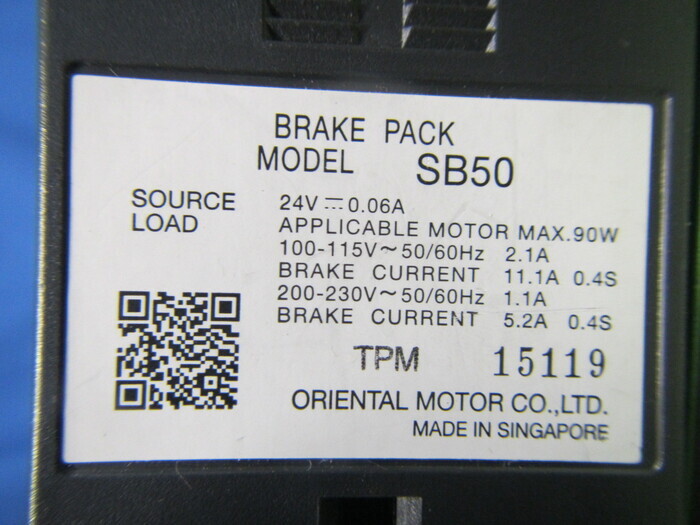 BRAKE PACK
MODEL SB50
SOURCE 24V⎓0.06A
LOAD APPLICABLE MOTOR MAX.90W
100-115V~50/60Hz 2.1A
BRAKE CURRENT 11.1A 0.4S
200-230V~50/60Hz 1.1A
BRAKE CURRENT 5.2A 0.4S
TPM 15119
ORIENTAL MOTOR CO.,LTD.
MADE IN SINGAPORE